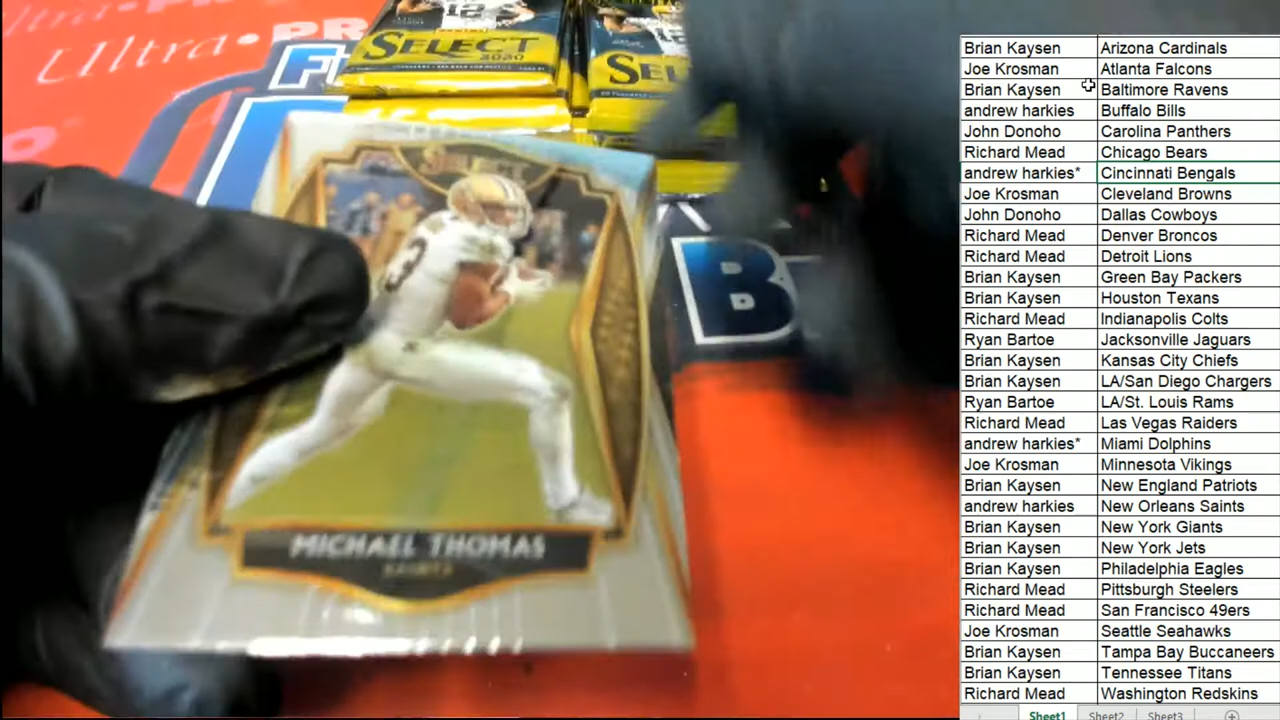 Ultra PRO
SELECT
2020
SEL
12
B
3
MICHAEL THOMAS
SAINTS
Brian Kaysen Arizona Cardinals
Joe Krosman Atlanta Falcons
Brian Kaysen Baltimore Ravens
andrew harkies Buffalo Bills
John Donoho Carolina Panthers
Richard Mead Chicago Bears
andrew harkies* Cincinnati Bengals
Joe Krosman Cleveland Browns
John Donoho Dallas Cowboys
Richard Mead Denver Broncos
Richard Mead Detroit Lions
Brian Kaysen Green Bay Packers
Brian Kaysen Houston Texans
Richard Mead Indianapolis Colts
Ryan Bartoe Jacksonville Jaguars
Brian Kaysen Kansas City Chiefs
Brian Kaysen LA/San Diego Chargers
Ryan Bartoe LA/St. Louis Rams
Richard Mead Las Vegas Raiders
andrew harkies* Miami Dolphins
Joe Krosman Minnesota Vikings
Brian Kaysen New England Patriots
andrew harkies New Orleans Saints
Brian Kaysen New York Giants
Brian Kaysen New York Jets
Brian Kaysen Philadelphia Eagles
Richard Mead Pittsburgh Steelers
Richard Mead San Francisco 49ers
Joe Krosman Seattle Seahawks
Brian Kaysen Tampa Bay Buccaneers
Brian Kaysen Tennessee Titans
Richard Mead Washington Redskins
Sheet1 Sheet2 Sheet3